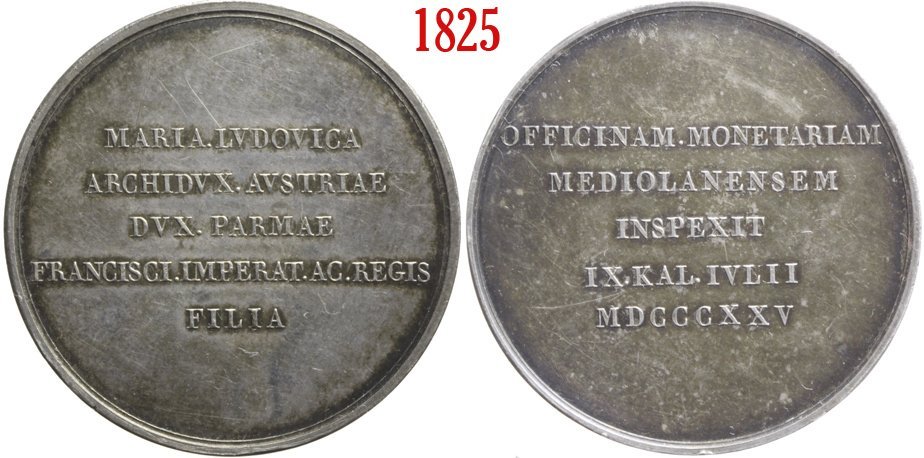 1825
MARIA.LVDOVICA
ARCHIDVX.AVSTRIAE
DVX.PARMAE
FRANCISCI.IMPERAT.AC.REGIS
FILIA
OFFICINAM.MONETARIAM
MEDIOLANENSEM
INSPEXIT
IX.KAL.IVLII
MDCCCXXV